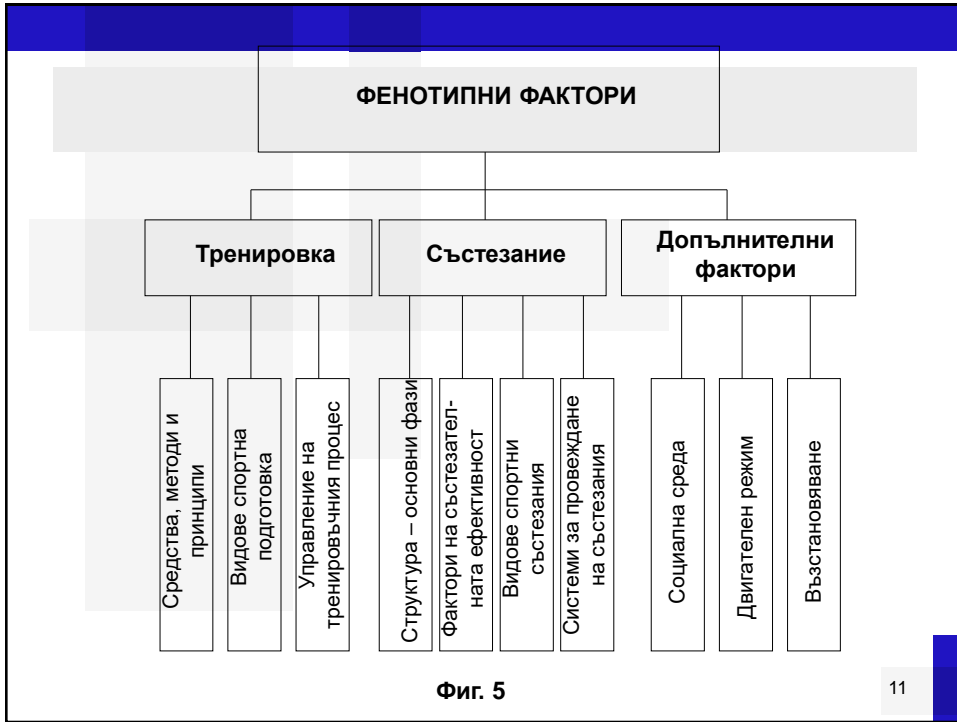 ФЕНОТИПНИ ФАКТОРИ
Тренировка
Състезание
Допълнителни
фактори
Средства, методи и
принципи
Видове спортна
подготовка
Управление на
тренировъчния процес
Структура – основни фази
Фактори на състезател-
ната ефективност
Видове спортни
състезания
Системи за провеждане
на състезания
Социална среда
Двигателен режим
Възстановяване
Фиг. 5
11